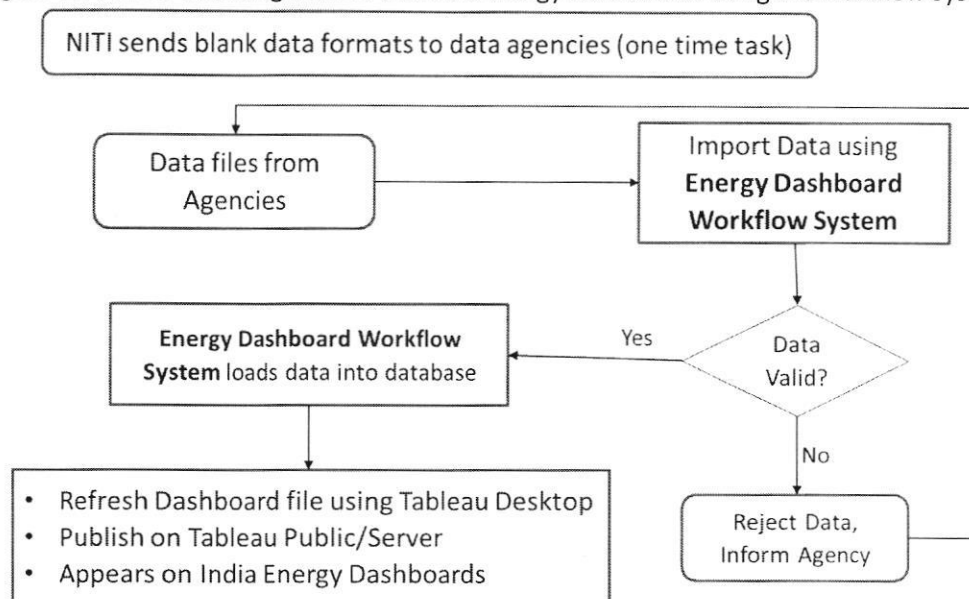 NITI sends blank data formats to data agencies (one time task)
Data files from
Agencies
Import Data using
Energy Dashboard
Workflow System
Data
Valid?
Yes
Energy Dashboard Workflow
System loads data into database
No
Reject Data,
Inform Agency
• Refresh Dashboard file using Tableau Desktop
• Publish on Tableau Public/Server
• Appears on India Energy Dashboards